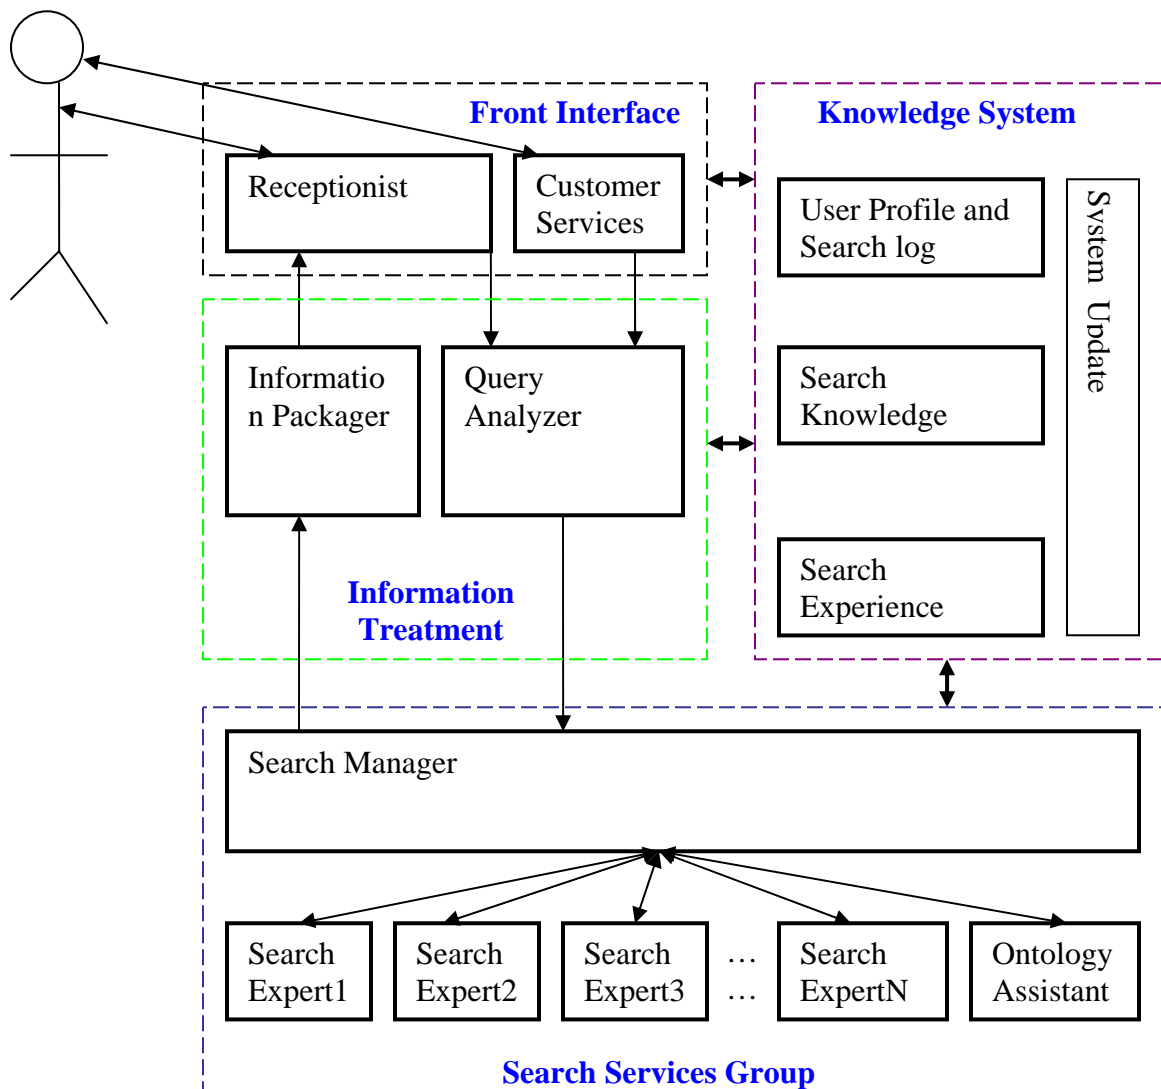 Front Interface
Knowledge System
Receptionist
Customer
Services
User Profile and
Search log
System Update
Informatio
n Packager
Query
Analyzer
Search
Knowledge
Search
Experience
Information
Treatment
Search Manager
Search
Expert1
Search
Expert2
Search
Expert3
…
…
Search
ExpertN
Ontology
Assistant
Search Services Group